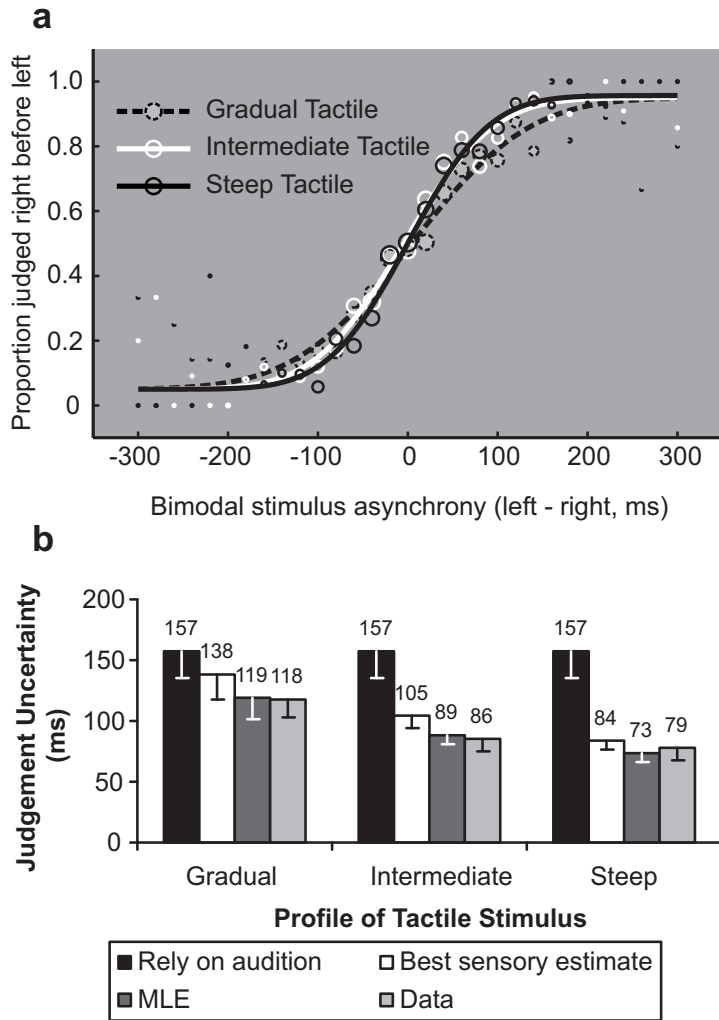 a
Proportion judged right before left
1.0
0.8
0.6
0.4
0.2
0
Gradual Tactile
Intermediate Tactile
Steep Tactile
-300 -200 -100 0 100 200 300
Bimodal stimulus asynchrony (left - right, ms)
b
Judgement Uncertainty
(ms)
200
150
100
50
0
157 138 119 118
157 105 89 86
157 84 73 79
Gradual Intermediate Steep
Profile of Tactile Stimulus
Rely on audition Best sensory estimate
MLE Data